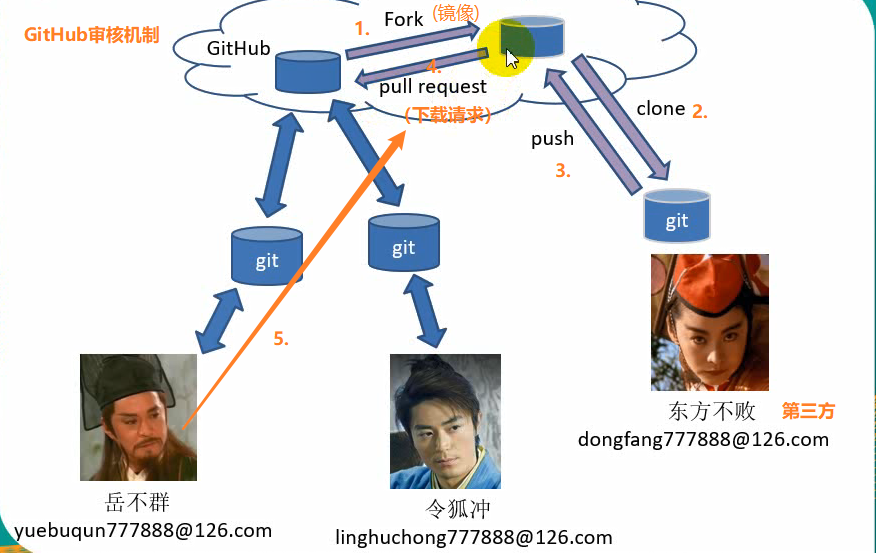 GitHub审核机制
1.
Fork
(镜像)
GitHub
4.
pull request
（下载请求）
clone
2.
push
3.
git
git
git
5.
岳不群
yuebuqun777888@126.com
令狐冲
linghuchong777888@126.com
东方不败
第三方
dongfang777888@126.com